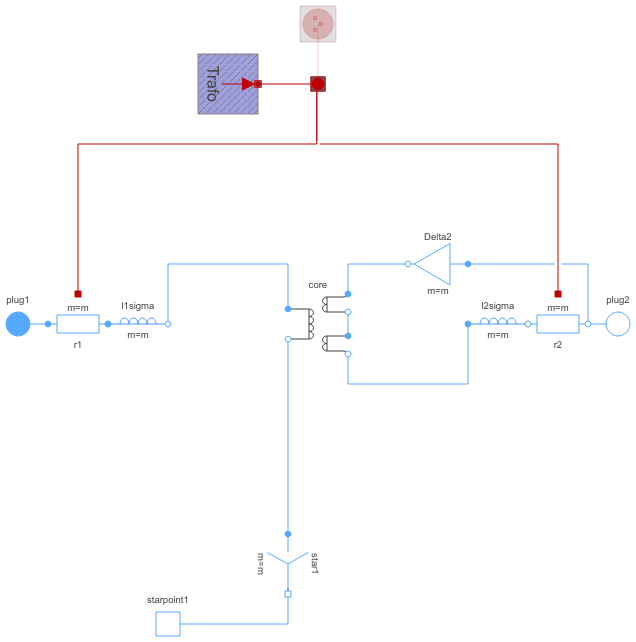 Trafo
Delta2
m=m
core
plug1
m=m
l1sigma
m=m
r1
l2sigma
m=m
m=m
r2
plug2
star1
m=m
starpoint1